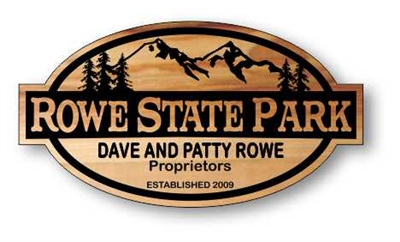 ROWE STATE PARK
DAVE AND PATTY ROWE
Proprietors
ESTABLISHED 2009